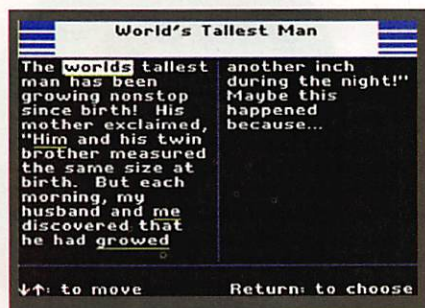 World's Tallest Man
The worlds tallest
man has been
growing nonstop
since birth! His
mother exclaimed,
"Him and his twin
brother measured
the same size at
birth. But each
morning, my
husband and me
discovered that
he had growed
another inch
during the night!"
Maybe this
happened
because...
↓↑: to move
Return: to choose